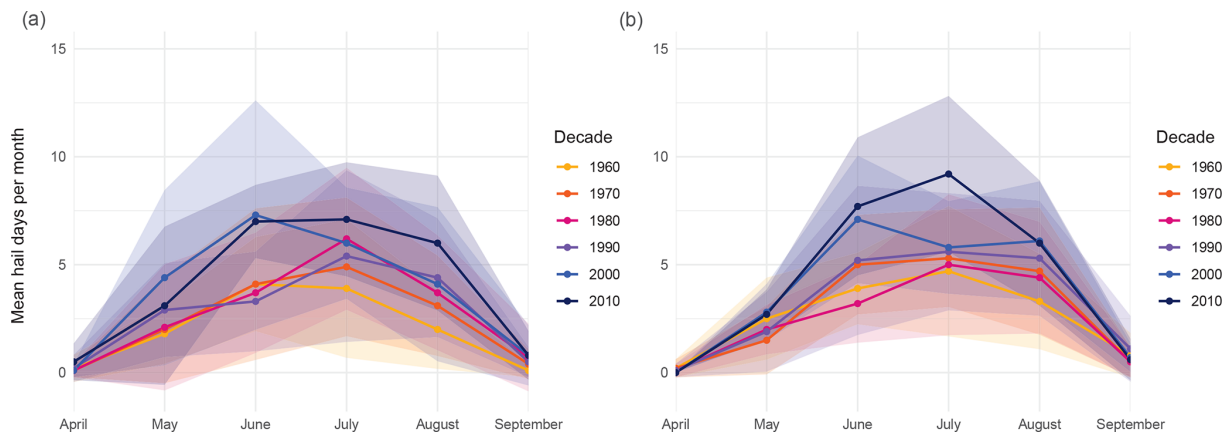 (a)
Mean hail days per month
15
10
5
0
April
May
June
July
August
September
Decade
1960
1970
1980
1990
2000
2010
(b)
15
10
5
0
April
May
June
July
August
September
Decade
1960
1970
1980
1990
2000
2010